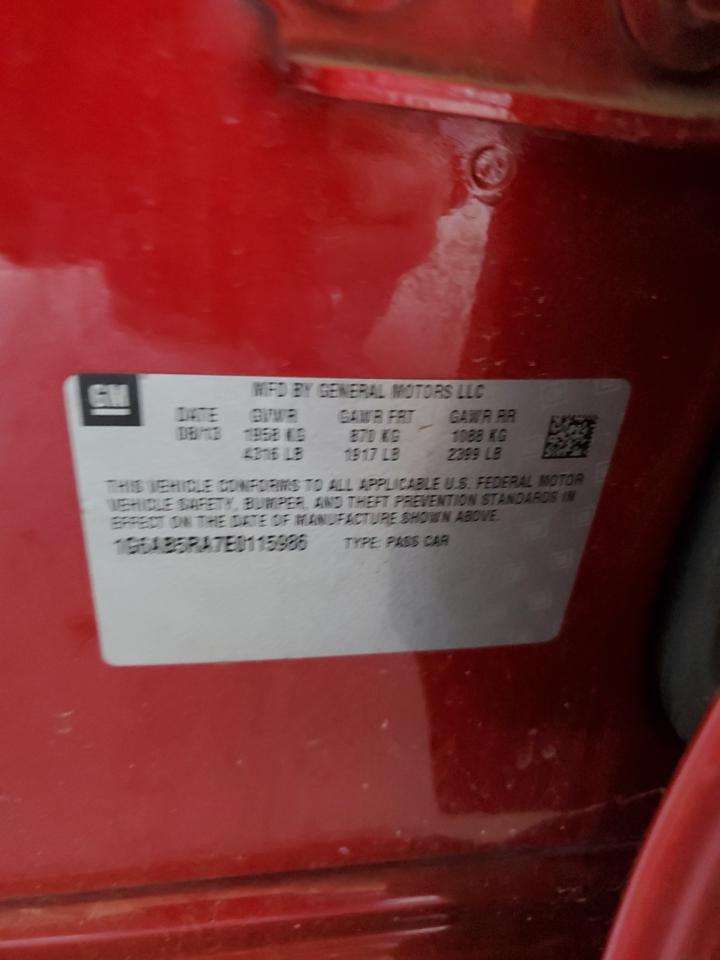 GM
MFD BY GENERAL MOTORS LLC
DATE GVWR GAWR FRT GAWR RR
08/13 1958 KG 870 KG 1088 KG
4316 LB 1917 LB 2399 LB
THIS VEHICLE CONFORMS TO ALL APPLICABLE U.S. FEDERAL MOTOR
VEHICLE SAFETY, BUMPER, AND THEFT PREVENTION STANDARDS IN
EFFECT ON THE DATE OF MANUFACTURE SHOWN ABOVE.
1G6AB5RA7E0115986 TYPE: PASS CAR